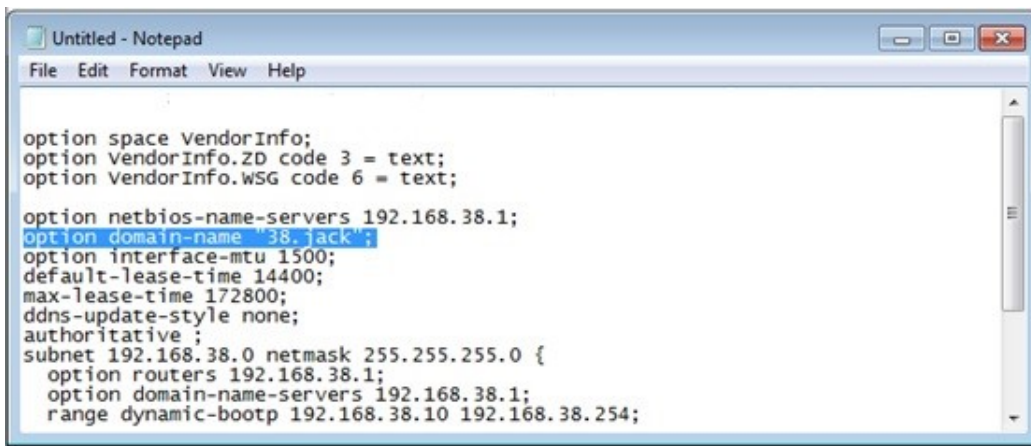 Untitled - Notepad
File Edit Format View Help
option space VendorInfo;
option VendorInfo.ZD code 3 = text;
option VendorInfo.WSG code 6 = text;
option netbios-name-servers 192.168.38.1;
option domain-name "38.jack";
option interface-mtu 1500;
default-lease-time 14400;
max-lease-time 172800;
ddns-update-style none;
authoritative ;
subnet 192.168.38.0 netmask 255.255.255.0 {
option routers 192.168.38.1;
option domain-name-servers 192.168.38.1;
range dynamic-bootp 192.168.38.10 192.168.38.254;